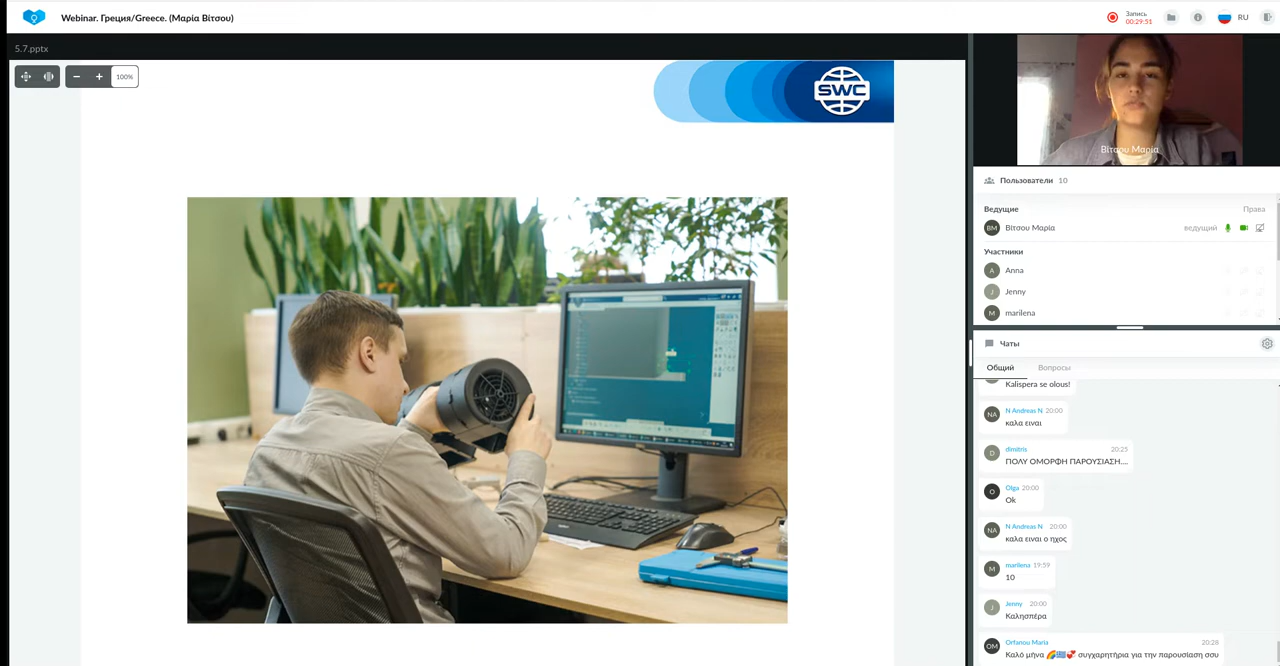 Webinar. Греция/Greece. (Μαρία Βίτσου)
Запись
00:29:51
RU
5.7.pptx
100%
SWC
Βίτσου Μαρία
Пользователи 10
Ведущие
Права
ΒΜ
Βίτσου Μαρία
ведущий
Участники
A
Anna
J
Jenny
M
marilena
Чаты
Общий
Вопросы
Kalispera se olous!
NA
N Andreas N 20:00
καλα ειναι
D
dimitris 20:25
ΠΟΛΥ ΟΜΟΡΦΗ ΠΑΡΟΥΣΙΑΣΗ....
O
Olga 20:00
Ok
NA
N Andreas N 20:00
καλα ειναι ο ηχος
M
marilena 19:59
10
J
Jenny 20:00
Καλησπέρα
OM
Orfanou Maria 20:28
Καλό μήνα 🌈🇬🇷💞 συγχαρητήρια για την παρουσίαση σου